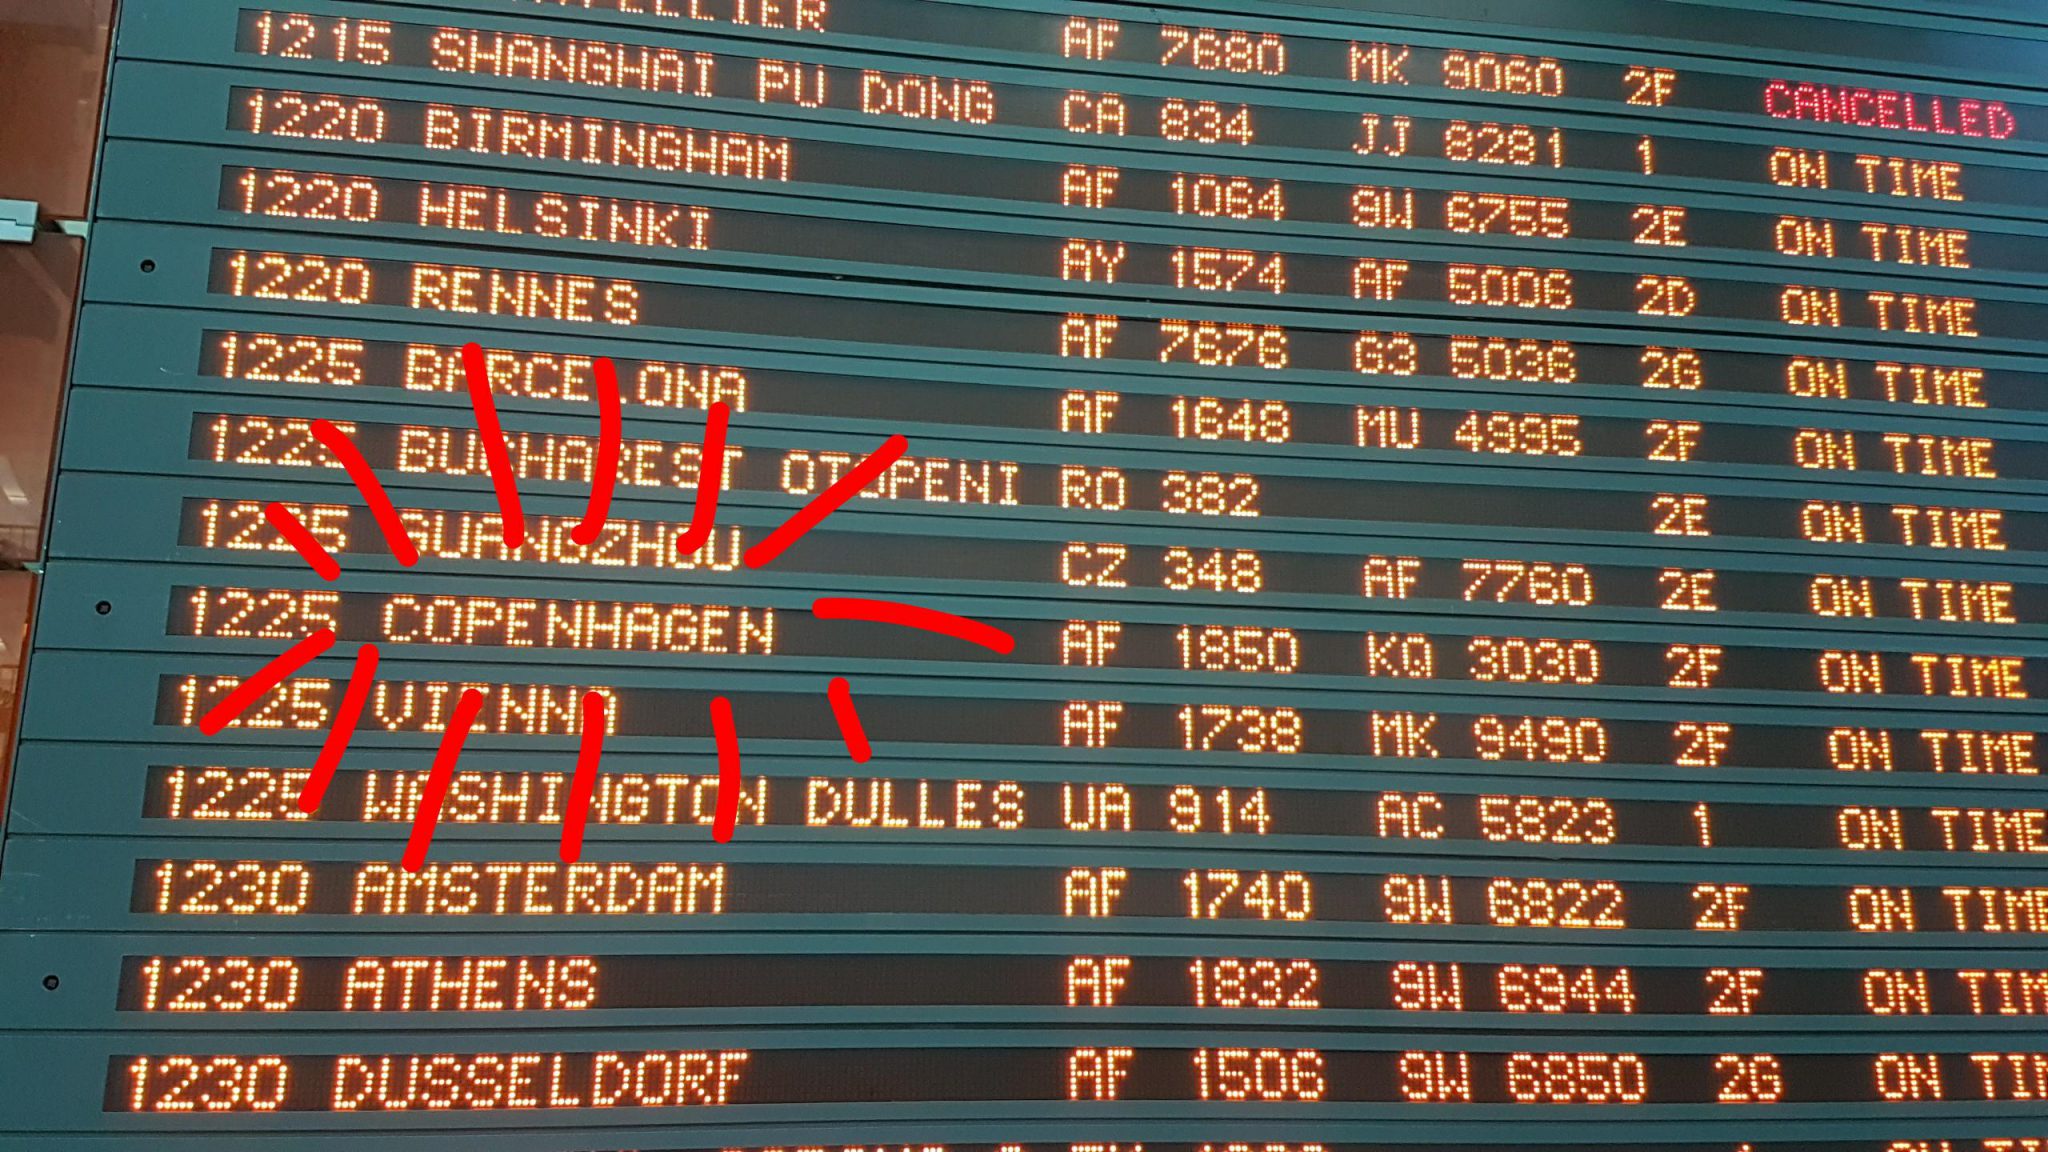 AF 7680 MK 9060 2F CANCELLED
1215 SHANGHAI PU DONG CA 834 JJ 8281 1 ON TIME
1220 BIRMINGHAM AF 1064 9W 6755 2E ON TIME
1220 HELSINKI AY 1574 AF 5006 2D ON TIME
1220 RENNES AF 7676 G3 5036 2G ON TIME
1225 BARCELONA AF 1648 MU 4995 2F ON TIME
1225 BUCHAREST OTOPENI RO 382 2E ON TIME
1225 GUANGZHOU CZ 348 AF 7760 2E ON TIME
1225 COPENHAGEN AF 1850 KQ 3030 2F ON TIME
1225 VIENNA AF 1738 MK 9490 2F ON TIME
1225 WASHINGTON DULLES UA 914 AC 5823 1 ON TIME
1230 AMSTERDAM AF 1740 9W 6822 2F ON TIME
1230 ATHENS AF 1832 9W 6944 2F ON TIM
1230 DUSSELDORF AF 1506 9W 6850 2G ON TIM